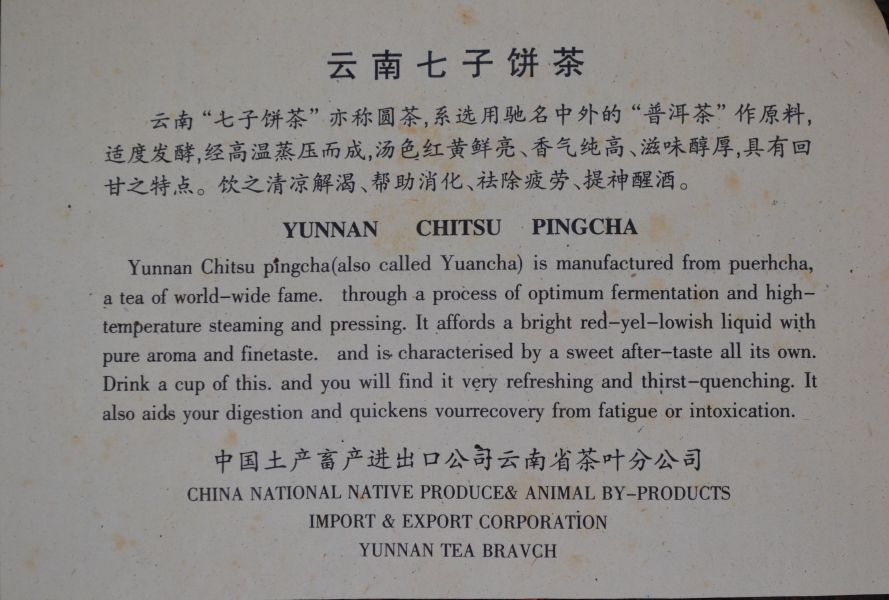 云南七子饼茶
云南“七子饼茶”亦称圆茶,系选用驰名中外的“普洱茶”作原料,
适度发酵,经高温蒸压而成,汤色红黄鲜亮、香气纯高、滋味醇厚,具有回
甘之特点。饮之清凉解渴、帮助消化、祛除疲劳、提神醒酒。
YUNNAN CHITSU PINGCHA
Yunnan Chitsu pingcha(also called Yuancha) is manufactured from puerhcha,
a tea of world-wide fame. through a process of optimum fermentation and high-
temperature steaming and pressing. It affords a bright red-yel-lowish liquid with
pure aroma and finetaste. and is characterised by a sweet after-taste all its own.
Drink a cup of this. and you will find it very refreshing and thirst-quenching. It
also aids your digestion and quickens vourrecovery from fatigue or intoxication.
中国土产畜产进出口公司云南省茶叶分公司
CHINA NATIONAL NATIVE PRODUCE& ANIMAL BY-PRODUCTS
IMPORT & EXPORT CORPORATION
YUNNAN TEA BRAVCH